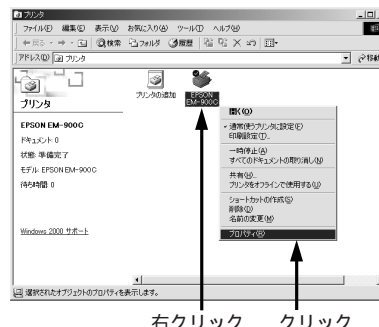 プリンタ
ファイル(F) 編集(E) 表示(V) お気に入り(A) ツール(T) ヘルプ(H)
戻る 検索 フォルダ 履歴
アドレス(D) プリンタ 移動
プリンタ
EPSON EM-900C
ドキュメント: 0
状態: 準備完了
モデル: EPSON EM-900C
待ち時間: 0
Windows 2000 サポート
プリンタの追加
EPSON EM-900C
開く(O)
通常使うプリンタに設定(F)
印刷設定(T)...
一時停止(A)
すべてのドキュメントの取り消し(N)
共有(H)...
プリンタをオフラインで使用する(U)
ショートカットの作成(S)
削除(D)
名前の変更(M)
プロパティ(R)
選択されたオブジェクトのプロパティを表示します。
右クリック クリック